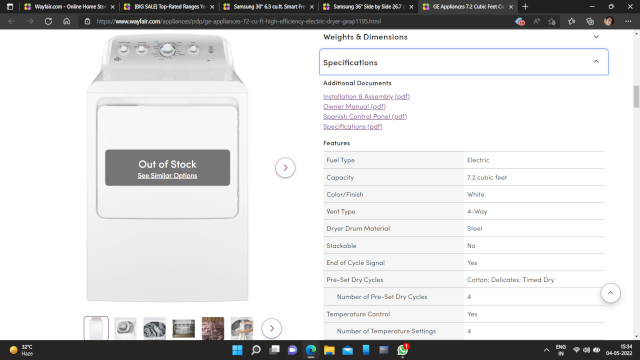 Wayfair.com - Online Home Stor
[BIG SALE] Top-Rated Ranges Yo
Samsung 30" 6.3 cu.ft. Smart Free
Samsung 36" Side by Side 26.7 c
GE Appliances 7.2 Cubic Feet Cu
https://www.wayfair.com/appliances/pdp/ge-appliances-72-cu-ft-high-efficiency-electric-dryer-geap1195.html
Weights & Dimensions
Specifications
Additional Documents
Installation & Assembly (pdf)
Owner Manual (pdf)
Spanish Control Panel (pdf)
Specifications (pdf)
Features
Fuel Type Electric
Capacity 7.2 cubic feet
Color/Finish White
Vent Type 4-Way
Dryer Drum Material Steel
Stackable No
End of Cycle Signal Yes
Pre-Set Dry Cycles Cotton; Delicates; Timed Dry
Number of Pre-Set Dry Cycles 4
Temperature Control Yes
Number of Temperature Settings 4
Out of Stock
See Similar Options
32°C
Haze
ENG
IN
15:34
04-05-2022